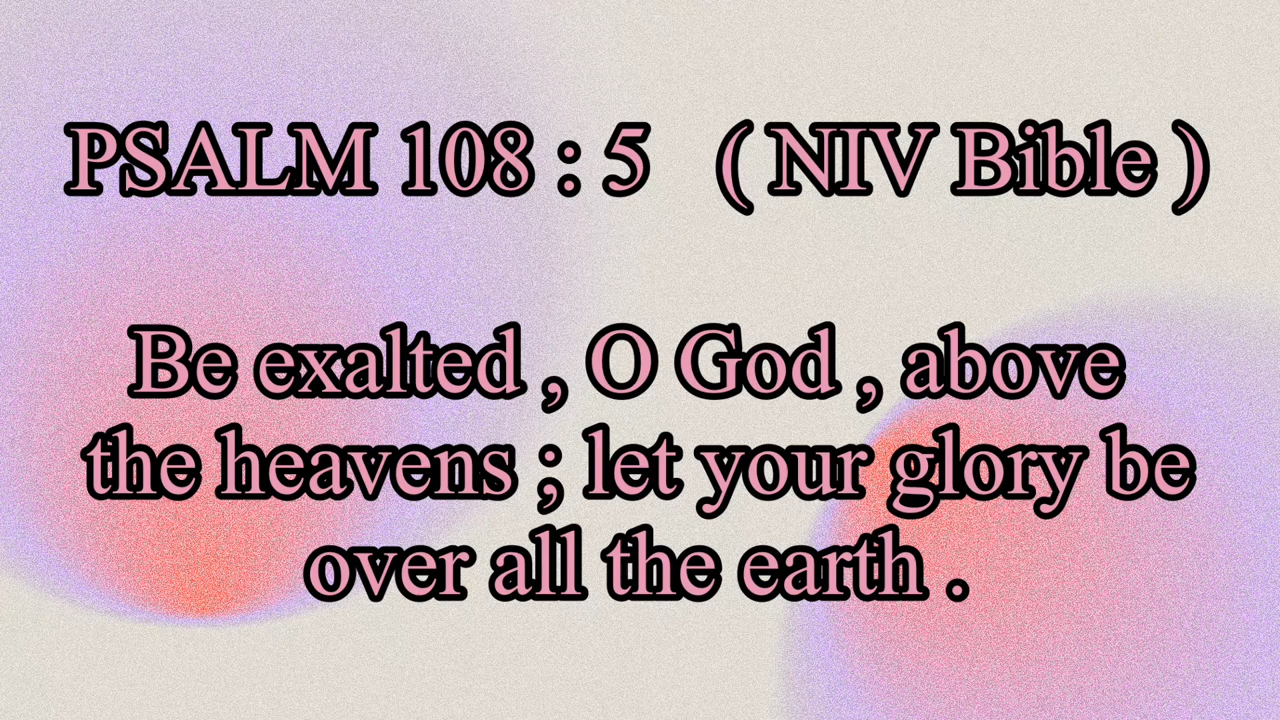 PSALM 108 : 5 ( NIV Bible )
Be exalted , O God , above
the heavens ; let your glory be
over all the earth .